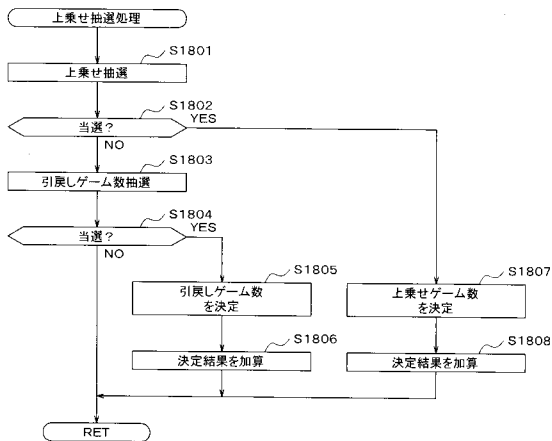 上乗せ抽選処理
S1801
上乗せ抽選
S1802
当選?
YES
NO
S1803
引戻しゲーム数抽選
S1804
当選?
YES
NO
S1805
引戻しゲーム数
を決定
S1807
上乗せゲーム数
を決定
S1806
決定結果を加算
S1808
決定結果を加算
RET